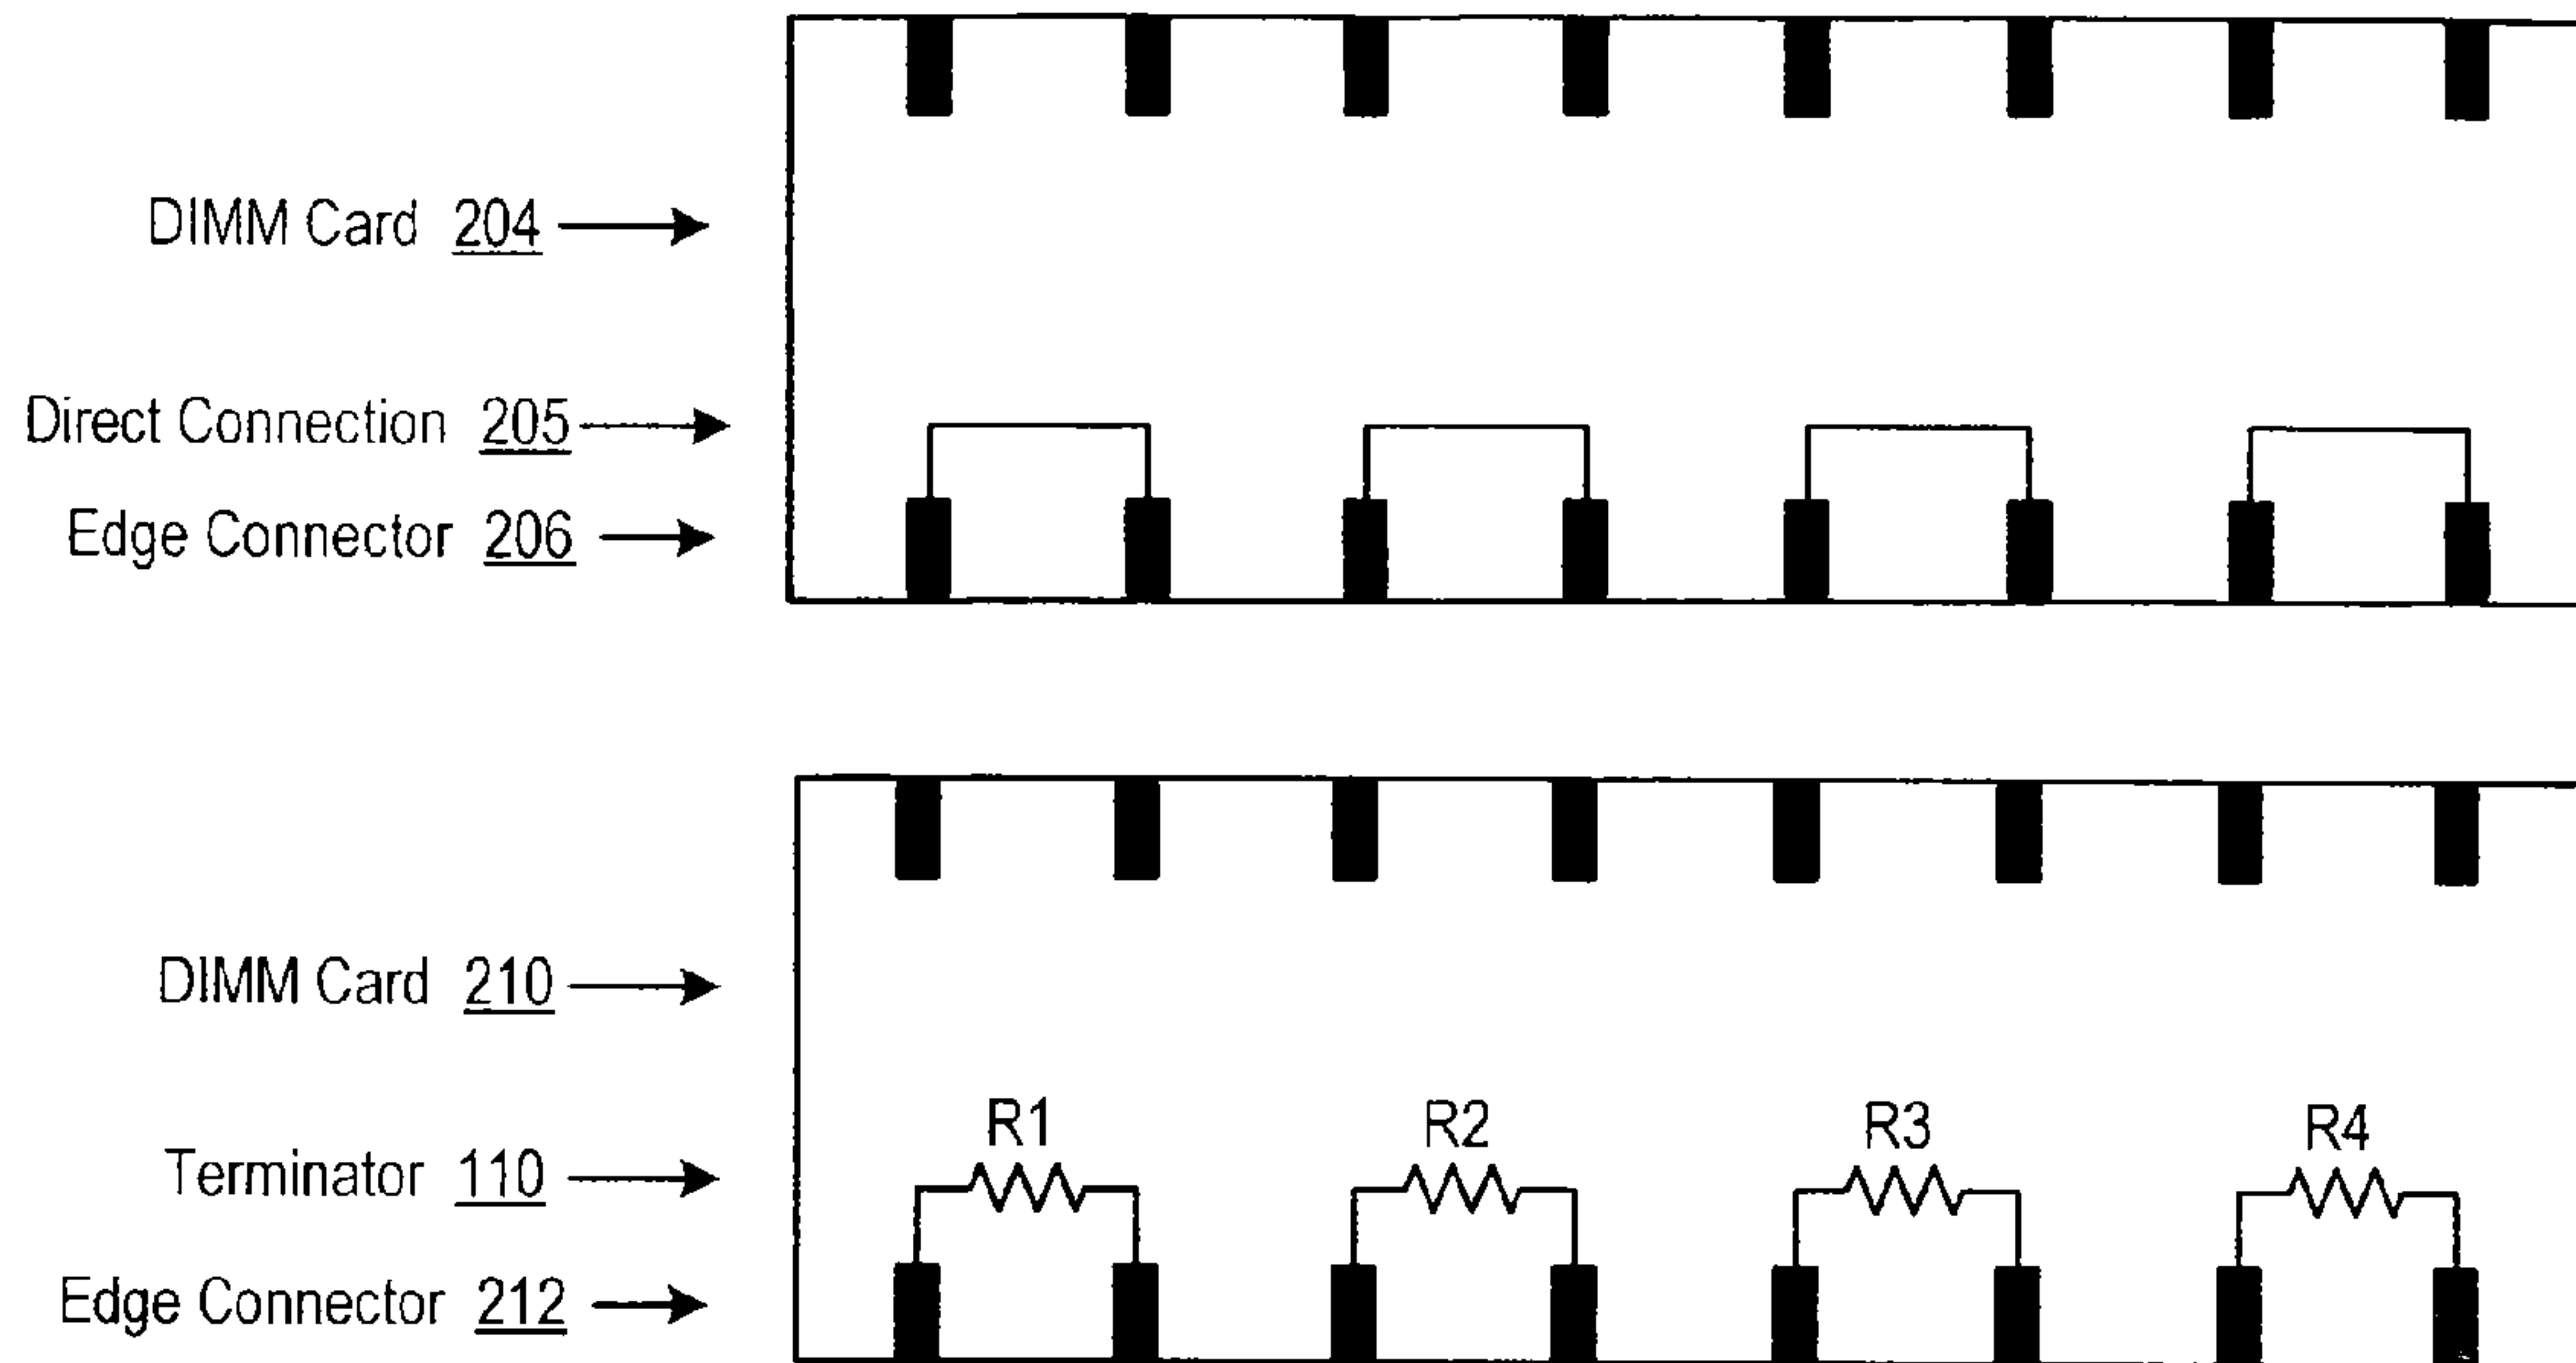 DIMM Card 204
Direct Connection 205
Edge Connector 206
DIMM Card 210
R1 R2 R3 R4
Terminator 110
Edge Connector 212